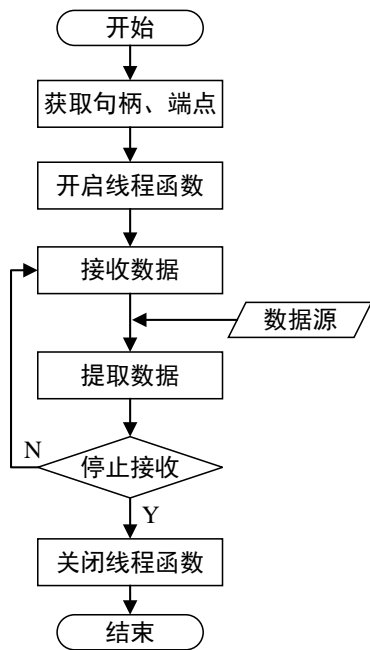 开始
获取句柄、端点
开启线程函数
接收数据
数据源
提取数据
N
停止接收
Y
关闭线程函数
结束